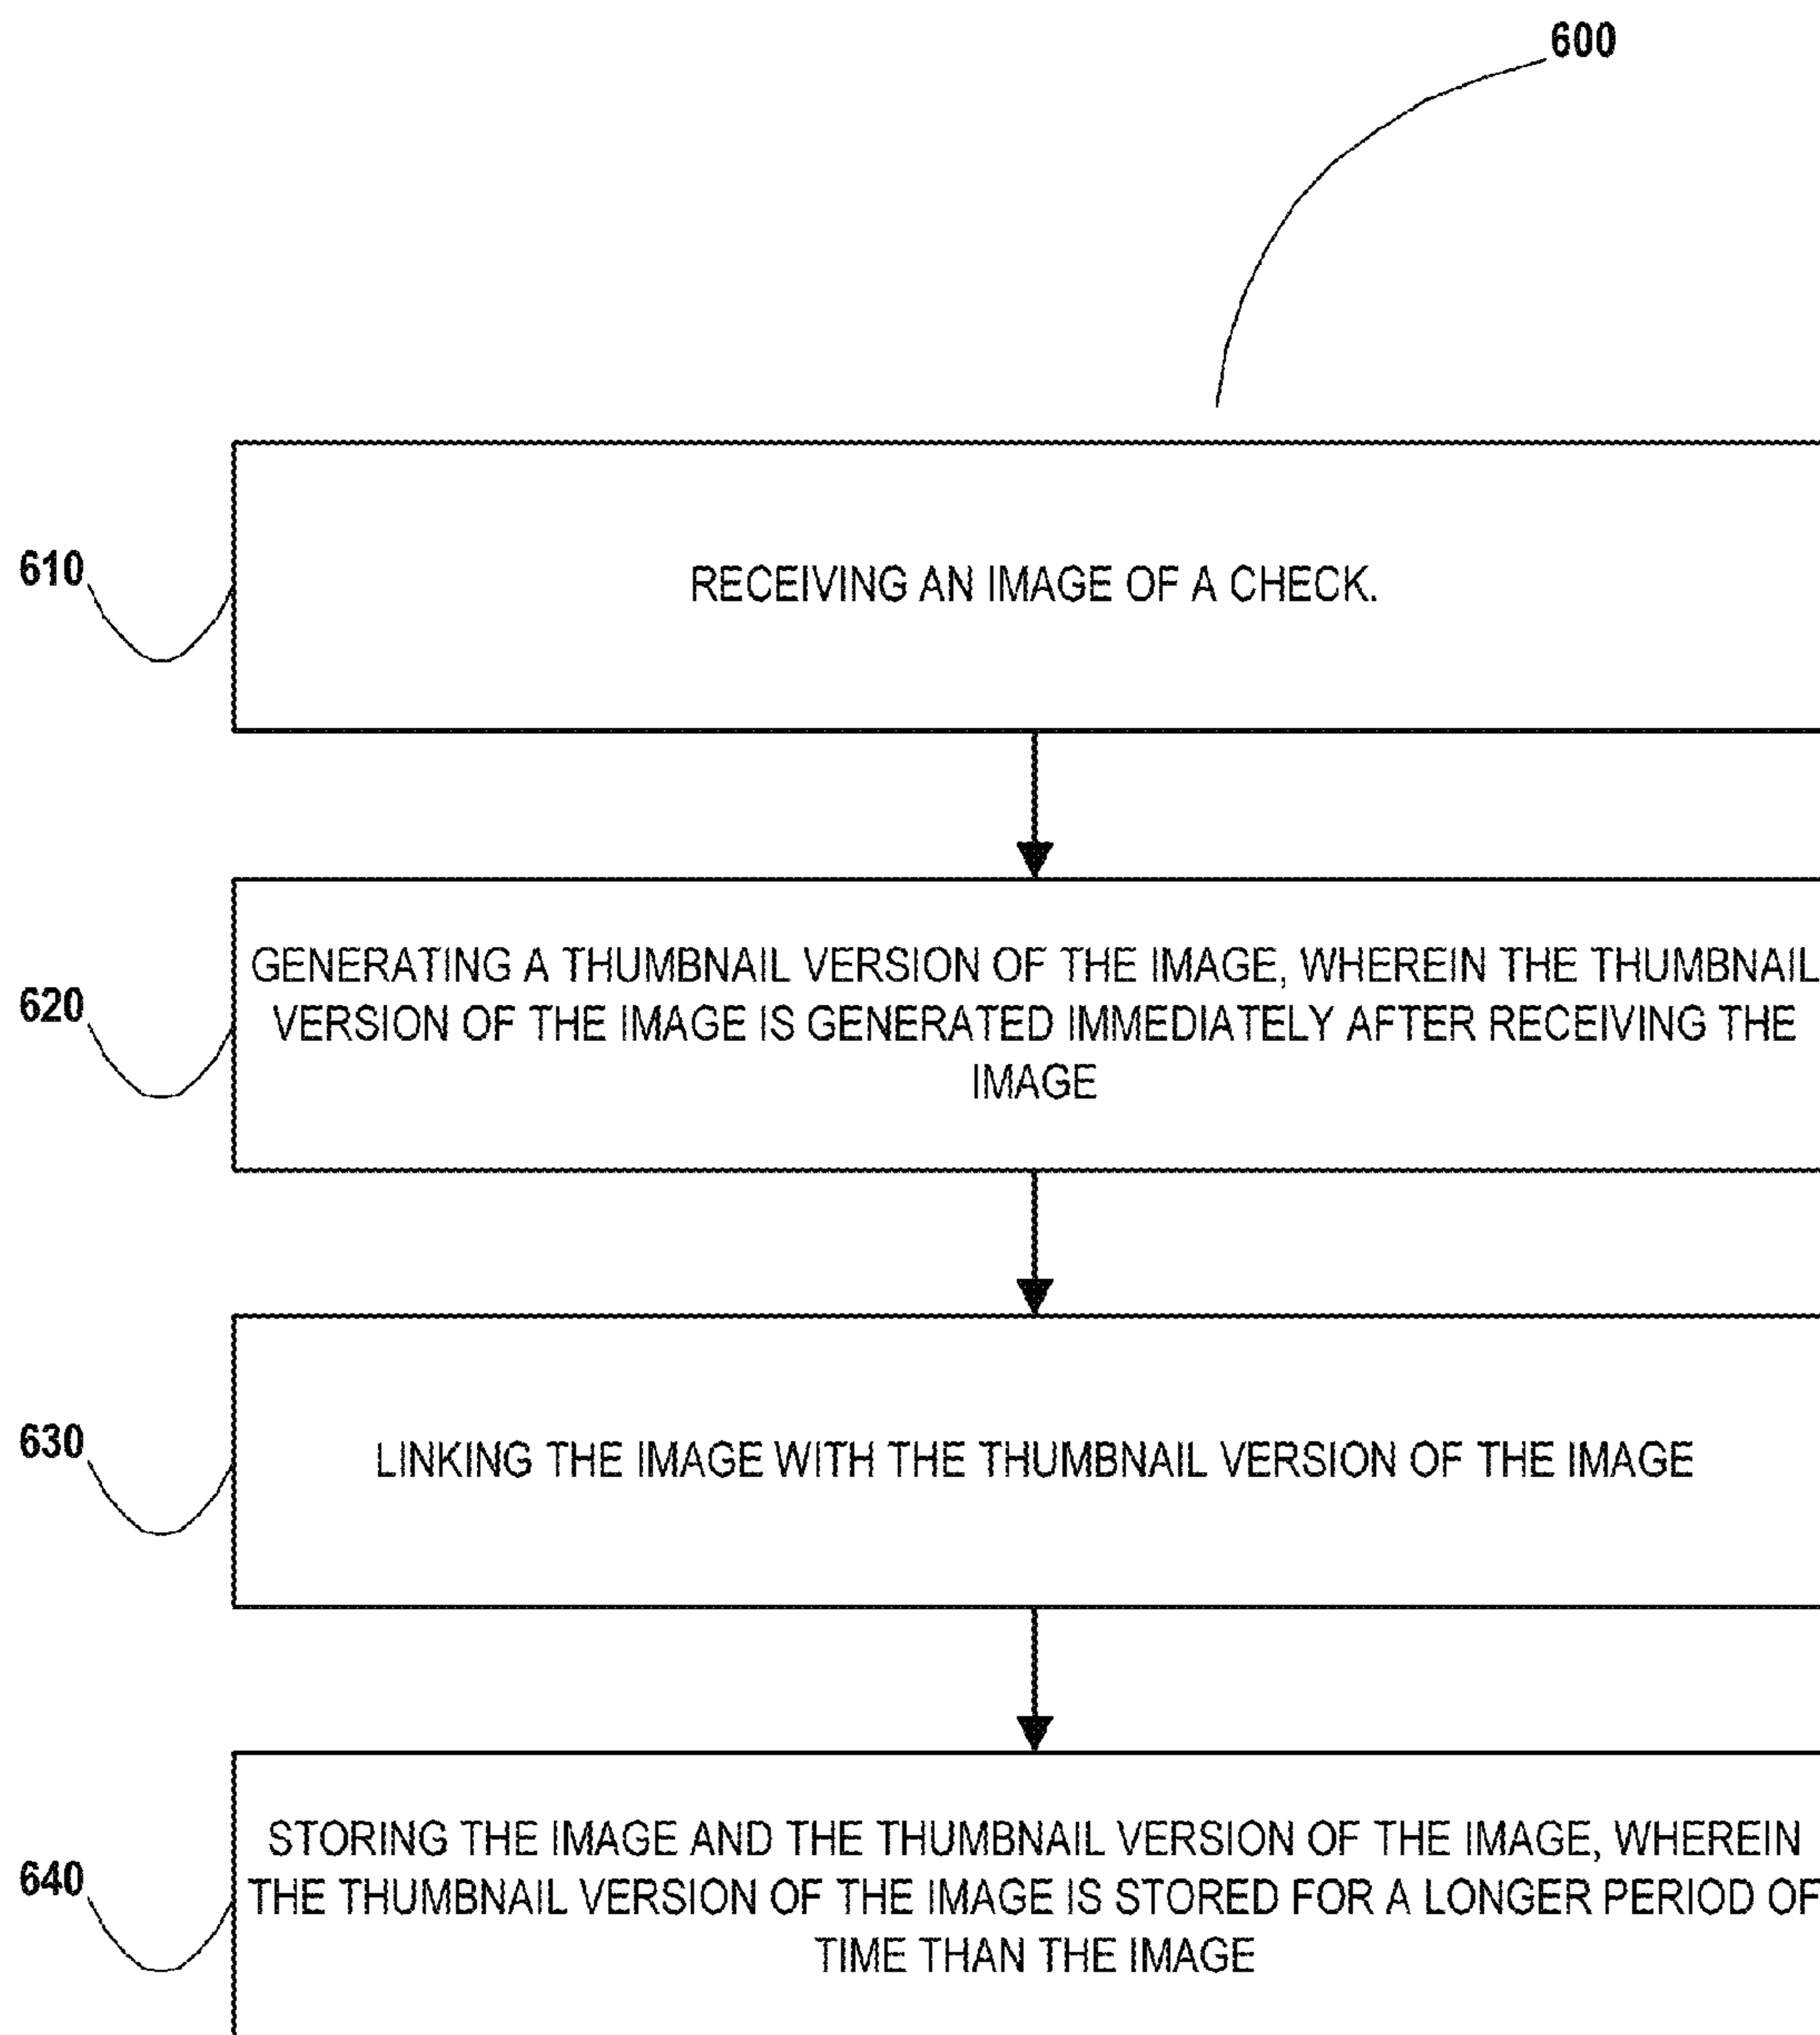 600
610
RECEIVING AN IMAGE OF A CHECK.
620
GENERATING A THUMBNAIL VERSION OF THE IMAGE, WHEREIN THE THUMBNAIL
VERSION OF THE IMAGE IS GENERATED IMMEDIATELY AFTER RECEIVING THE
IMAGE
630
LINKING THE IMAGE WITH THE THUMBNAIL VERSION OF THE IMAGE
640
STORING THE IMAGE AND THE THUMBNAIL VERSION OF THE IMAGE, WHEREIN
THE THUMBNAIL VERSION OF THE IMAGE IS STORED FOR A LONGER PERIOD OF
TIME THAN THE IMAGE